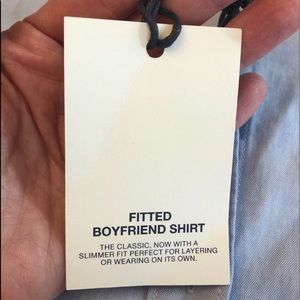 FITTED
BOYFRIEND SHIRT
THE CLASSIC, NOW WITH A
SLIMMER FIT PERFECT FOR LAYERING
OR WEARING ON ITS OWN.